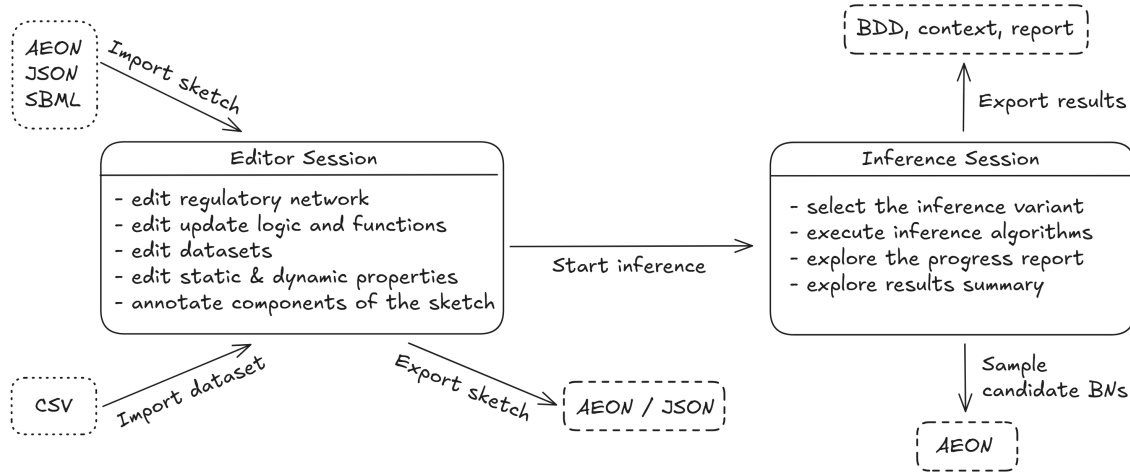 AEON
JSON
SBML
Import sketch
Editor Session
- edit regulatory network
- edit update logic and functions
- edit datasets
- edit static & dynamic properties
- annotate components of the sketch
CSV
Import dataset
Export sketch
AEON / JSON
Start inference
BDD, context, report
Export results
Inference Session
- select the inference variant
- execute inference algorithms
- explore the progress report
- explore results summary
Sample
candidate BNs
AEON